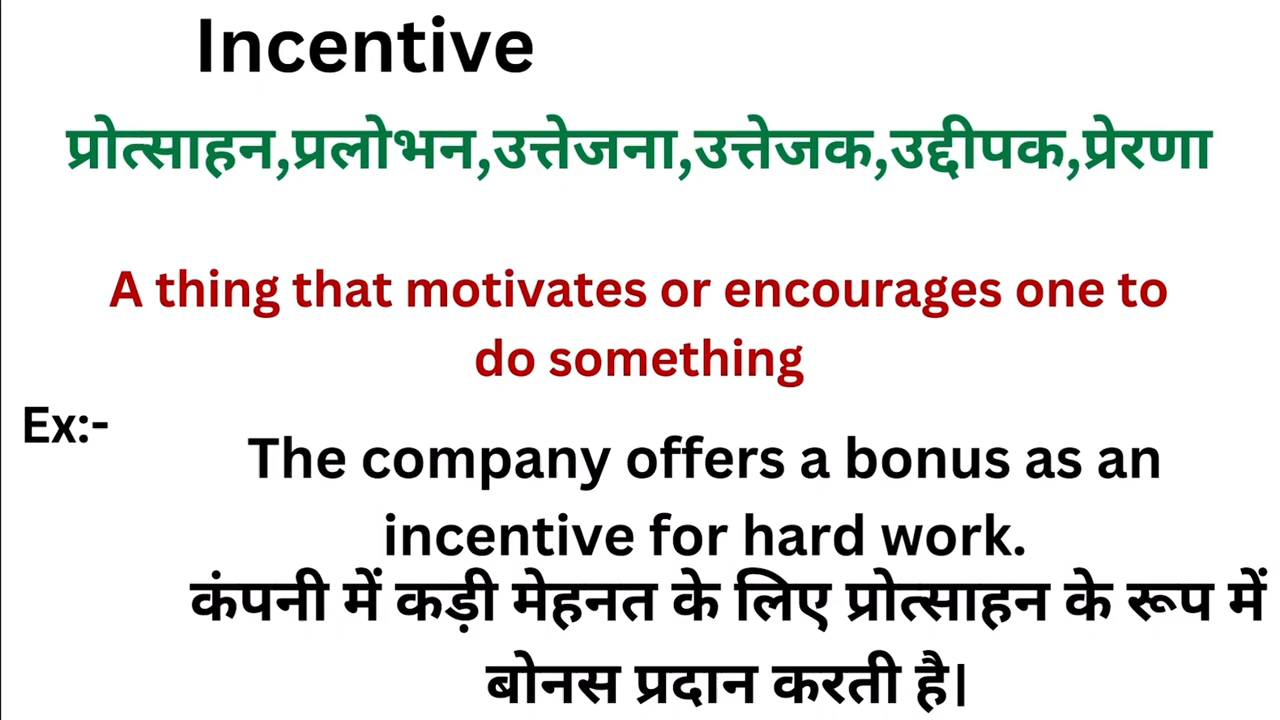 Incentive
प्रोत्साहन,प्रलोभन,उत्तेजना,उत्तेजक,उद्दीपक,प्रेरणा
A thing that motivates or encourages one to
do something
Ex:-
The company offers a bonus as an
incentive for hard work.
कंपनी में कड़ी मेहनत के लिए प्रोत्साहन के रूप में
बोनस प्रदान करती है।